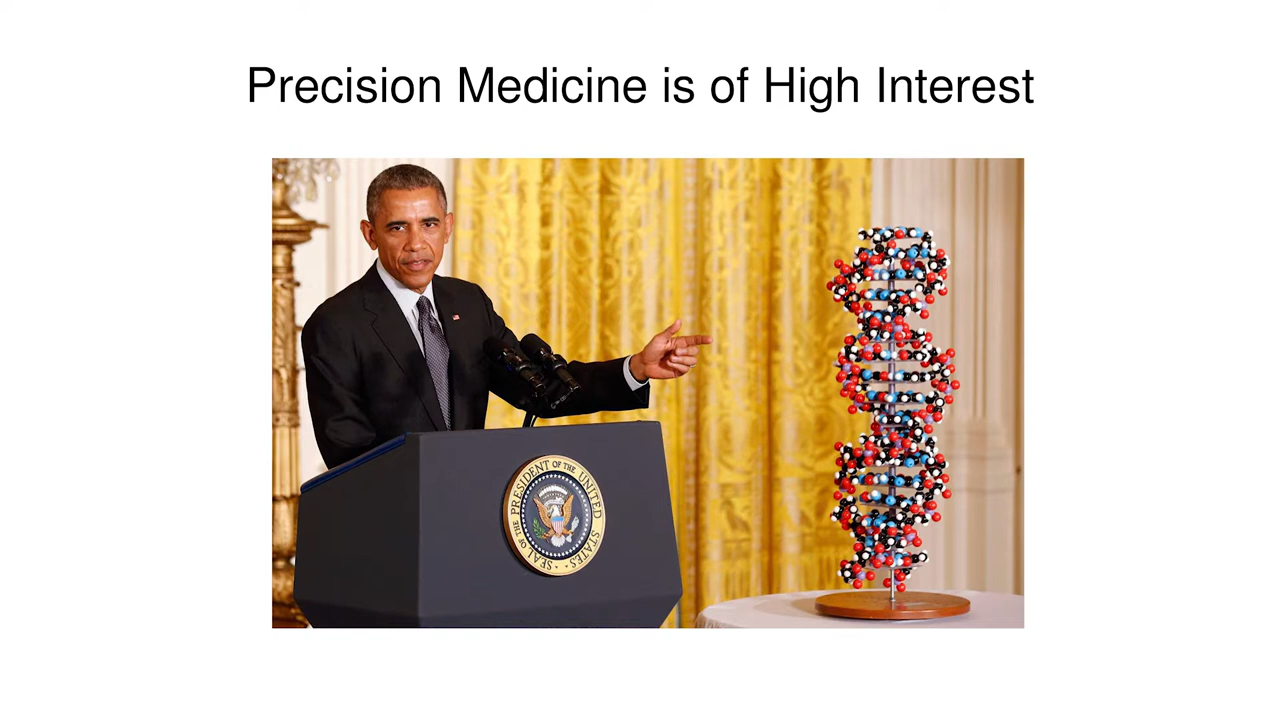 Precision Medicine is of High Interest
SEAL OF THE PRESIDENT OF THE UNITED STATES